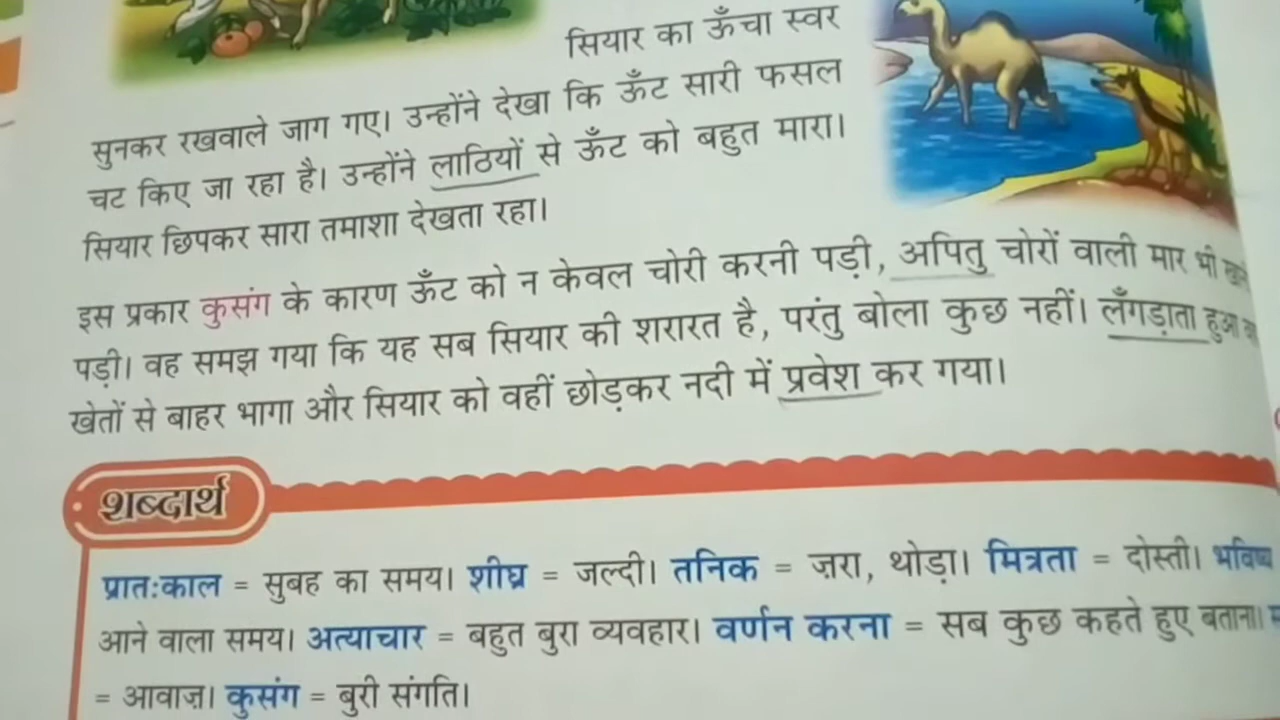 सियार का ऊँचा स्वर
सुनकर रखवाले जाग गए। उन्होंने देखा कि ऊँट सारी फसल
चट किए जा रहा है। उन्होंने लाठियों से ऊँट को बहुत मारा।
सियार छिपकर सारा तमाशा देखता रहा।
इस प्रकार कुसंग के कारण ऊँट को न केवल चोरी करनी पड़ी, अपितु चोरों वाली मार भी
पड़ी। वह समझ गया कि यह सब सियार की शरारत है, परंतु बोला कुछ नहीं। लँगड़ाता हुआ
खेतों से बाहर भागा और सियार को वहीं छोड़कर नदी में प्रवेश कर गया।
शब्दार्थ
प्रातःकाल = सुबह का समय। शीघ्र = जल्दी। तनिक = ज़रा, थोड़ा। मित्रता = दोस्ती। भविष्य
आने वाला समय। अत्याचार = बहुत बुरा व्यवहार। वर्णन करना = सब कुछ कहते हुए बताना।
= आवाज़। कुसंग = बुरी संगति।